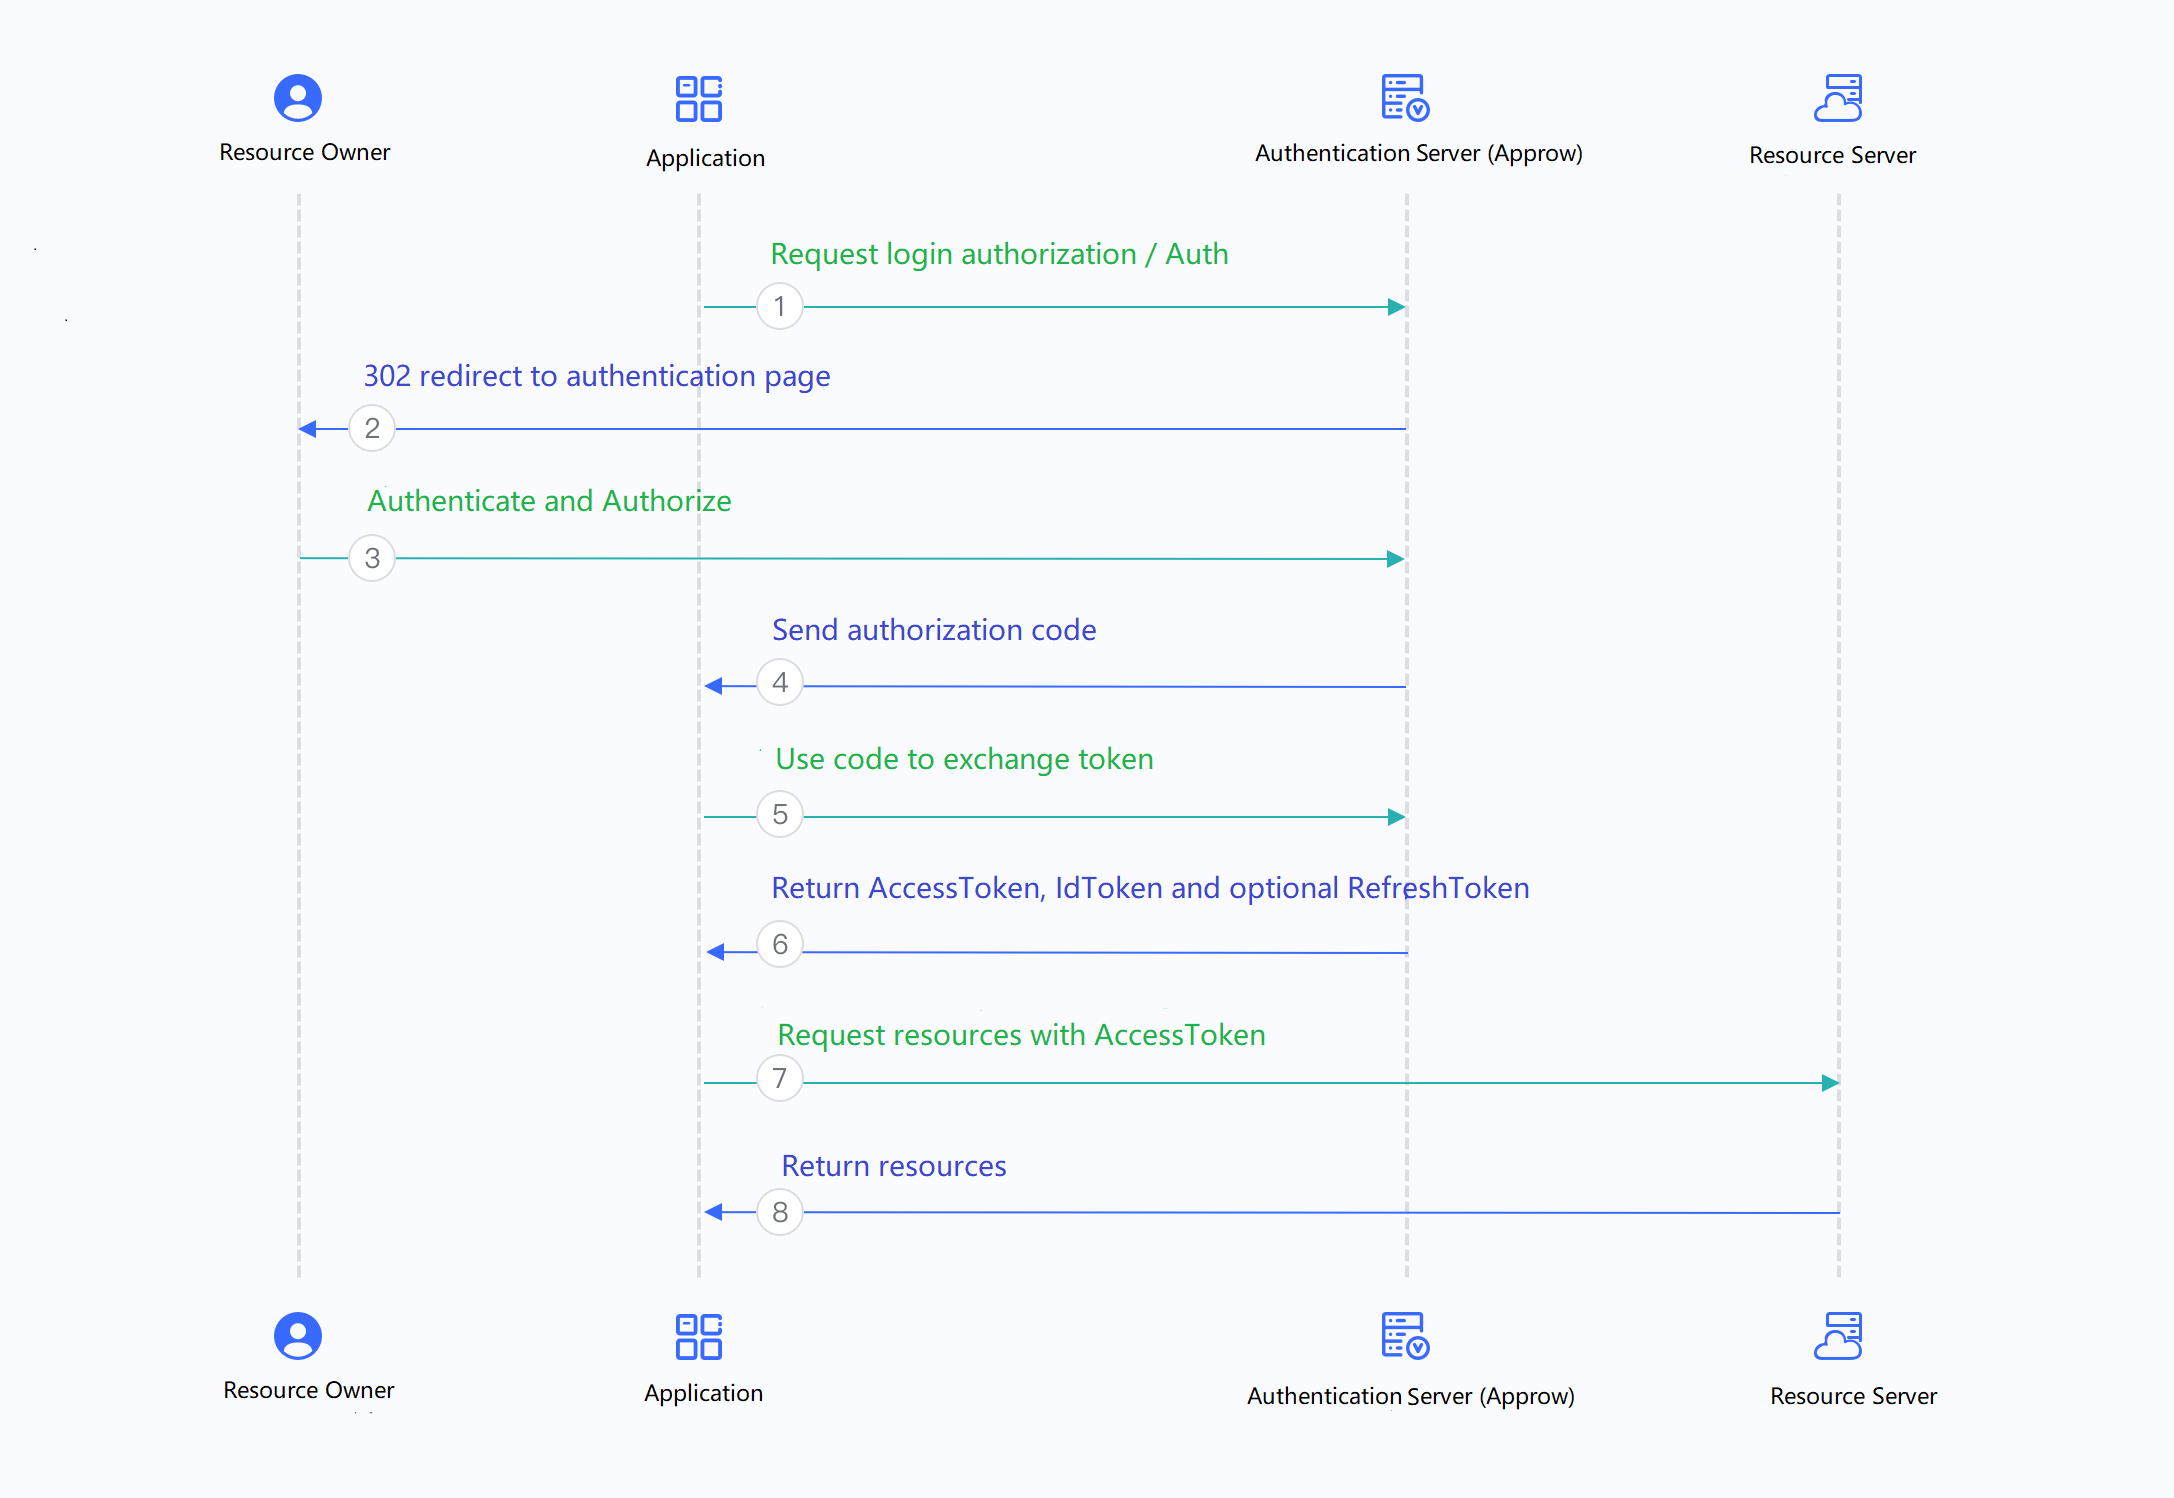 Resource Owner
Application
Authentication Server (Approw)
Resource Server
Request login authorization / Auth
1
302 redirect to authentication page
2
Authenticate and Authorize
3
Send authorization code
4
Use code to exchange token
5
Return AccessToken, IdToken and optional RefreshToken
6
Request resources with AccessToken
7
Return resources
8
Resource Owner
Application
Authentication Server (Approw)
Resource Server